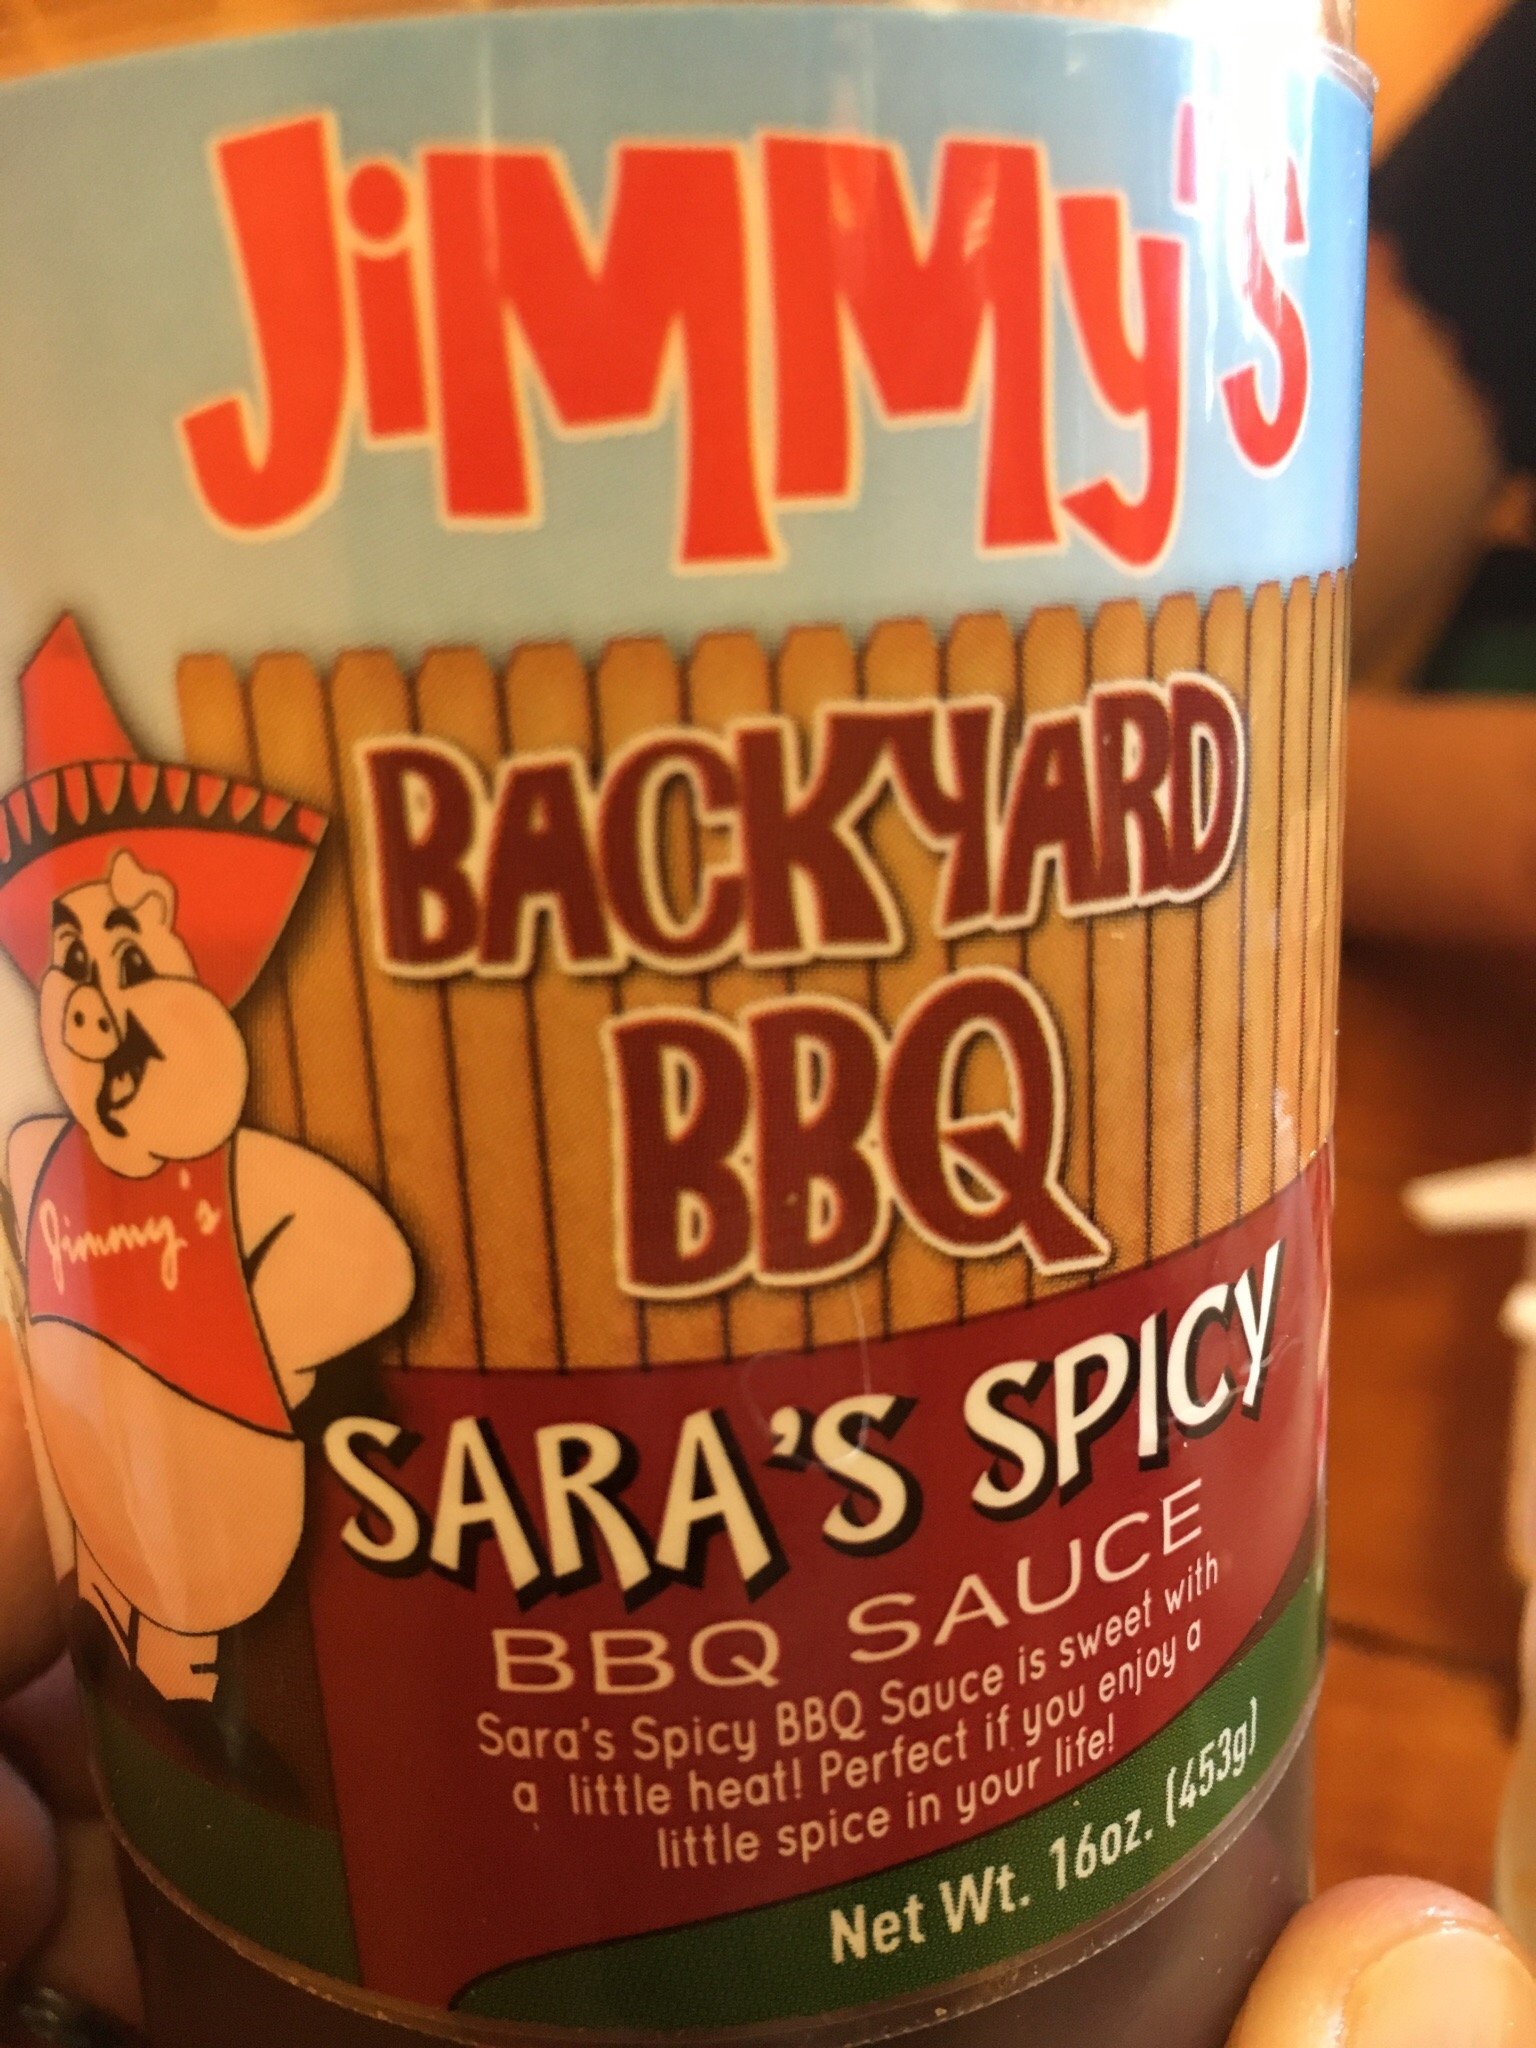 JiMMy's
BACKYARD
BBQ
Jimmy's
SARA'S SPICY
BBQ SAUCE
Sara's Spicy BBQ Sauce is sweet with
a little heat! Perfect if you enjoy a
little spice in your life!
Net Wt. 16oz. (453g)